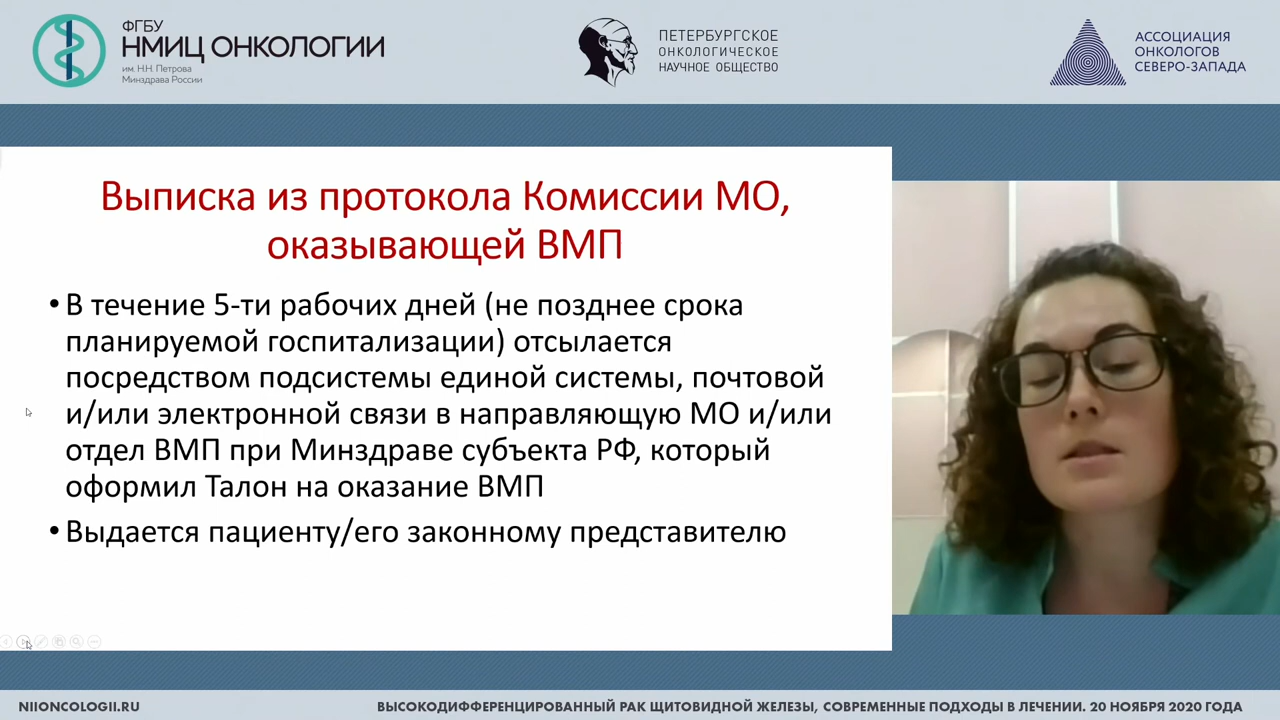 ФГБУ
НМИЦ ОНКОЛОГИИ
им. Н.Н. Петрова
Минздрава России
ПЕТЕРБУРГСКОЕ
ОНКОЛОГИЧЕСКОЕ
НАУЧНОЕ ОБЩЕСТВО
АССОЦИАЦИЯ
ОНКОЛОГОВ
СЕВЕРО-ЗАПАДА
Выписка из протокола Комиссии МО,
оказывающей ВМП
• В течение 5-ти рабочих дней (не позднее срока
планируемой госпитализации) отсылается
посредством подсистемы единой системы, почтовой
и/или электронной связи в направляющую МО и/или
отдел ВМП при Минздраве субъекта РФ, который
оформил Талон на оказание ВМП
• Выдается пациенту/его законному представителю
NIIONCOLOGII.RU
ВЫСОКОДИФФЕРЕНЦИРОВАННЫЙ РАК ЩИТОВИДНОЙ ЖЕЛЕЗЫ, СОВРЕМЕННЫЕ ПОДХОДЫ В ЛЕЧЕНИИ. 20 НОЯБРЯ 2020 ГОДА